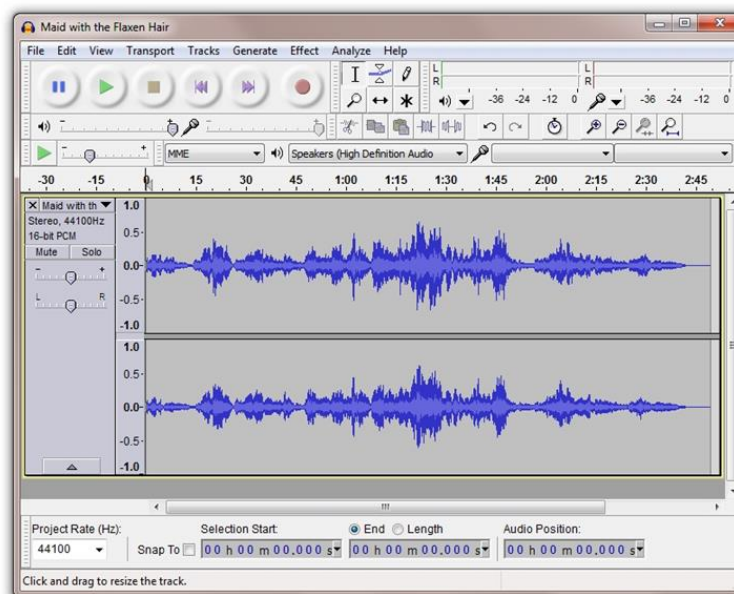 Maid with the Flaxen Hair
File Edit View Transport Tracks Generate Effect Analyze Help
L
R
-36 -24 -12 0
L
R
-36 -24 -12 0
- +
- +
- +
MME
Speakers (High Definition Audio
-30 -15 0 15 30 45 1:00 1:15 1:30 1:45 2:00 2:15 2:30 2:45
X Maid with th
Stereo, 44100Hz
16-bit PCM
Mute Solo
- +
L R
1.0
0.5-
0.0-
-0.5-
-1.0
1.0
0.5-
0.0-
-0.5-
-1.0
Project Rate (Hz):
44100
Snap To
Selection Start:
End Length
Audio Position:
00 h 00 m 00.000 s
00 h 00 m 00.000 s
00 h 00 m 00.000 s
Click and drag to resize the track.